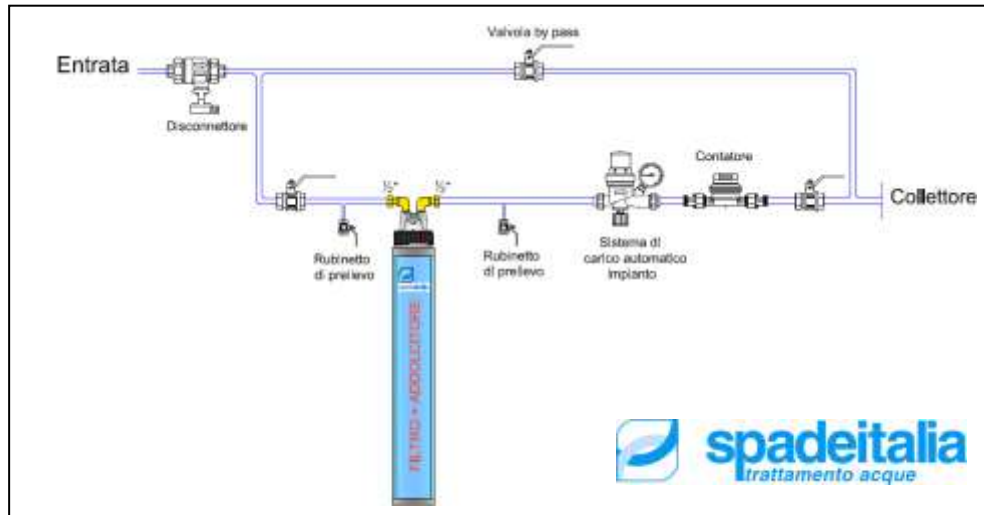 Valvola by pass
Entrata
Disconnettore
Contatore
½"
½"
Collettore
Rubinetto
di prelievo
Rubinetto
di prelievo
Sistema di
carico automatico
impianto
FILTRO + ADDOLCITORE
spadeitalia
trattamento acque